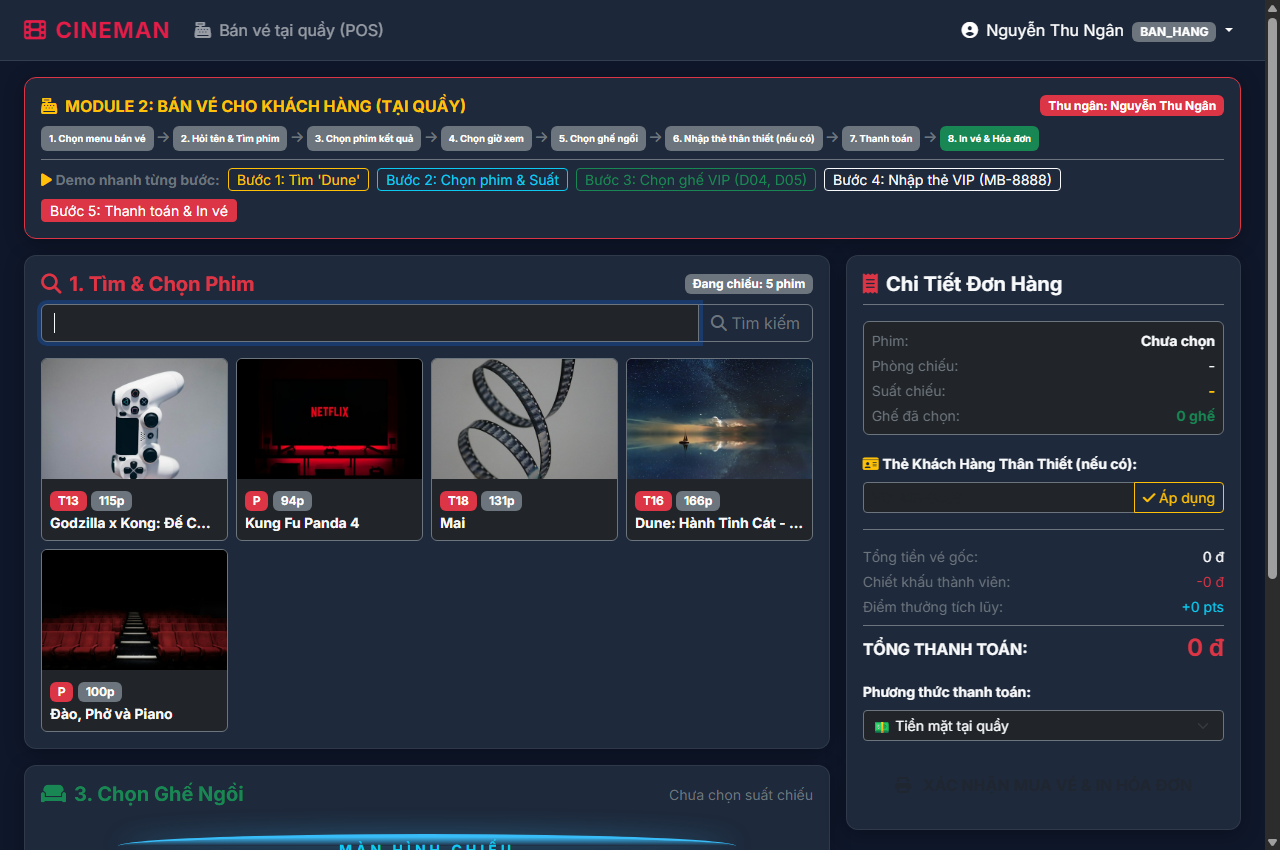 CINEMAN Bán vé tại quầy (POS) Nguyễn Thu Ngân BAN_HANG
MODULE 2: BÁN VÉ CHO KHÁCH HÀNG (TẠI QUẦY) Thu ngân: Nguyễn Thu Ngân
1. Chọn menu bán vé → 2. Hỏi tên & Tìm phim → 3. Chọn phim kết quả → 4. Chọn giờ xem → 5. Chọn ghế ngồi → 6. Nhập thẻ thân thiết (nếu có) → 7. Thanh toán → 8. In vé & Hóa đơn
Demo nhanh từng bước: Bước 1: Tìm 'Dune' Bước 2: Chọn phim & Suất Bước 3: Chọn ghế VIP (D04, D05) Bước 4: Nhập thẻ VIP (MB-8888)
Bước 5: Thanh toán & In vé
1. Tìm & Chọn Phim Đang chiếu: 5 phim
Tìm kiếm
NETFLIX
T13 115p
Godzilla x Kong: Đế C...
P 94p
Kung Fu Panda 4
T18 131p
Mai
T16 166p
Dune: Hành Tinh Cát - ...
P 100p
Đào, Phở và Piano
3. Chọn Ghế Ngồi Chưa chọn suất chiếu
MÀN HÌNH CHIẾU
Chi Tiết Đơn Hàng
Phim: Chưa chọn
Phòng chiếu: -
Suất chiếu: -
Ghế đã chọn: 0 ghế
Thẻ Khách Hàng Thân Thiết (nếu có):
Áp dụng
Tổng tiền vé gốc: 0 đ
Chiết khấu thành viên: -0 đ
Điểm thưởng tích lũy: +0 pts
TỔNG THANH TOÁN: 0 đ
Phương thức thanh toán:
Tiền mặt tại quầy
XÁC NHẬN MUA VÉ & IN HÓA ĐƠN